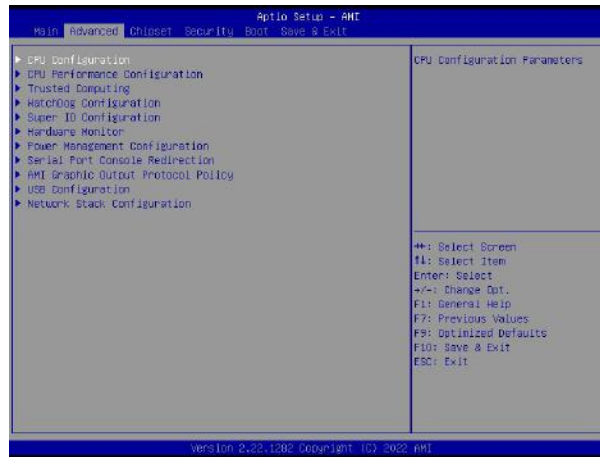 Aptio Setup - AMI
Main Advanced Chipset Security Boot Save & Exit
CPU Configuration
CPU Performance Configuration
Trusted Computing
WatchDog Configuration
Super IO Configuration
Hardware Monitor
Power Management Configuration
Serial Port Console Redirection
AMI Graphic Output Protocol Policy
USB Configuration
Network Stack Configuration
CPU Configuration Parameters
→←: Select Screen
↑↓: Select Item
Enter: Select
+/-: Change Opt.
F1: General Help
F7: Previous Values
F9: Optimized Defaults
F10: Save & Exit
ESC: Exit
Version 2.22.1282 Copyright (C) 2022 AMI